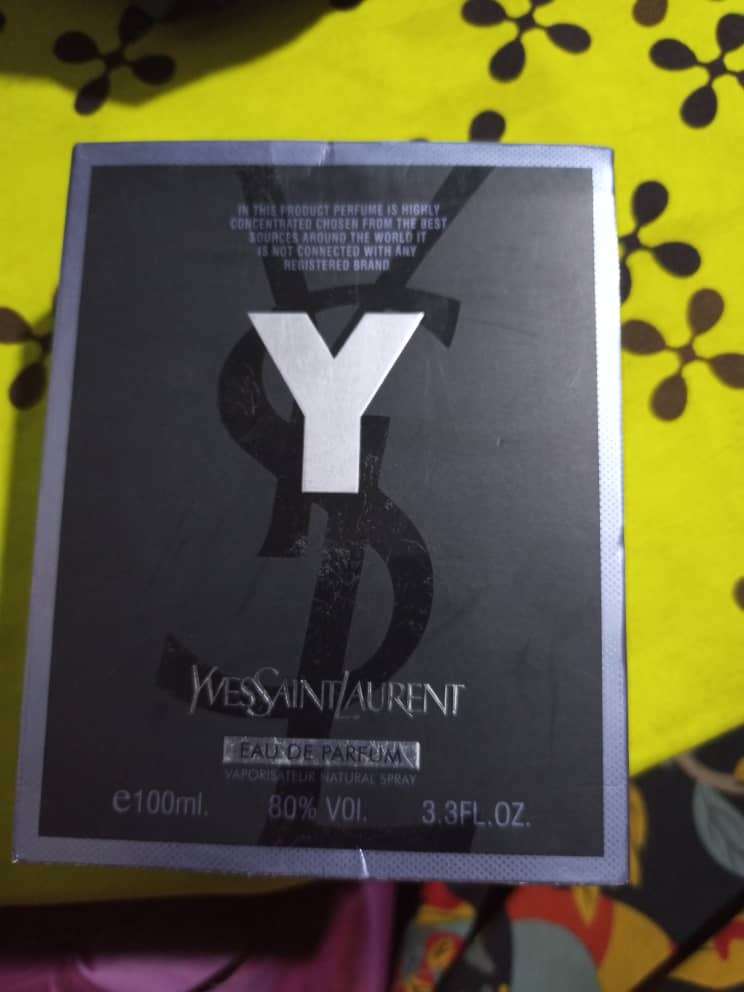 IN THIS PRODUCT PERFUME IS HIGHLY
CONCENTRATED CHOSEN FROM THE BEST
SOURCES AROUND THE WORLD IT
IS NOT CONNECTED WITH ANY
REGISTERED BRAND
Y
YVESSAINTLAURENT
EAU DE PARFUM
VAPORISATEUR NATURAL SPRAY
e100ml. 80% VOl. 3.3FL.OZ.